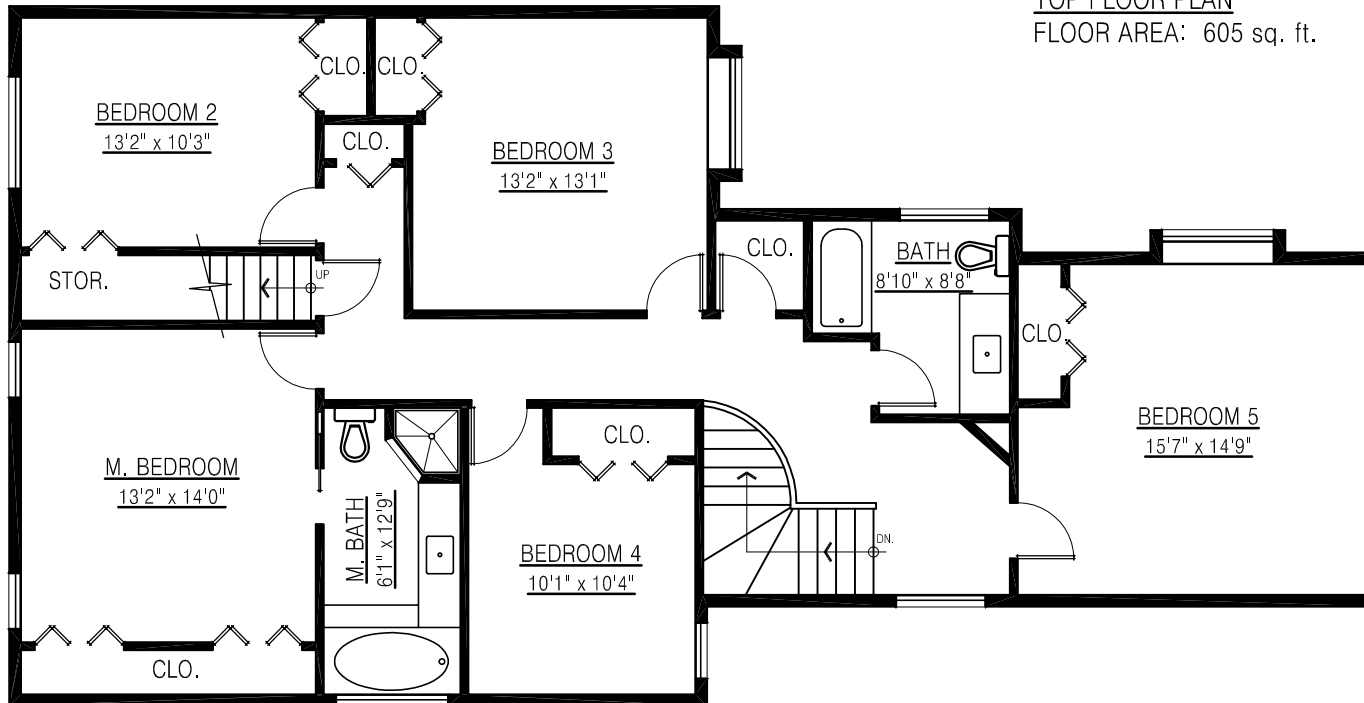 TOP FLOOR PLAN
FLOOR AREA: 605 sq. ft.
CLO.
CLO.
BEDROOM 2
13'2" x 10'3"
CLO.
BEDROOM 3
13'2" x 13'1"
CLO.
BATH
8'10" x 8'8"
STOR.
UP
CLO.
BEDROOM 5
15'7" x 14'9"
CLO.
M. BEDROOM
13'2" x 14'0"
M. BATH
6'1" x 12'9"
BEDROOM 4
10'1" x 10'4"
DN.
CLO.